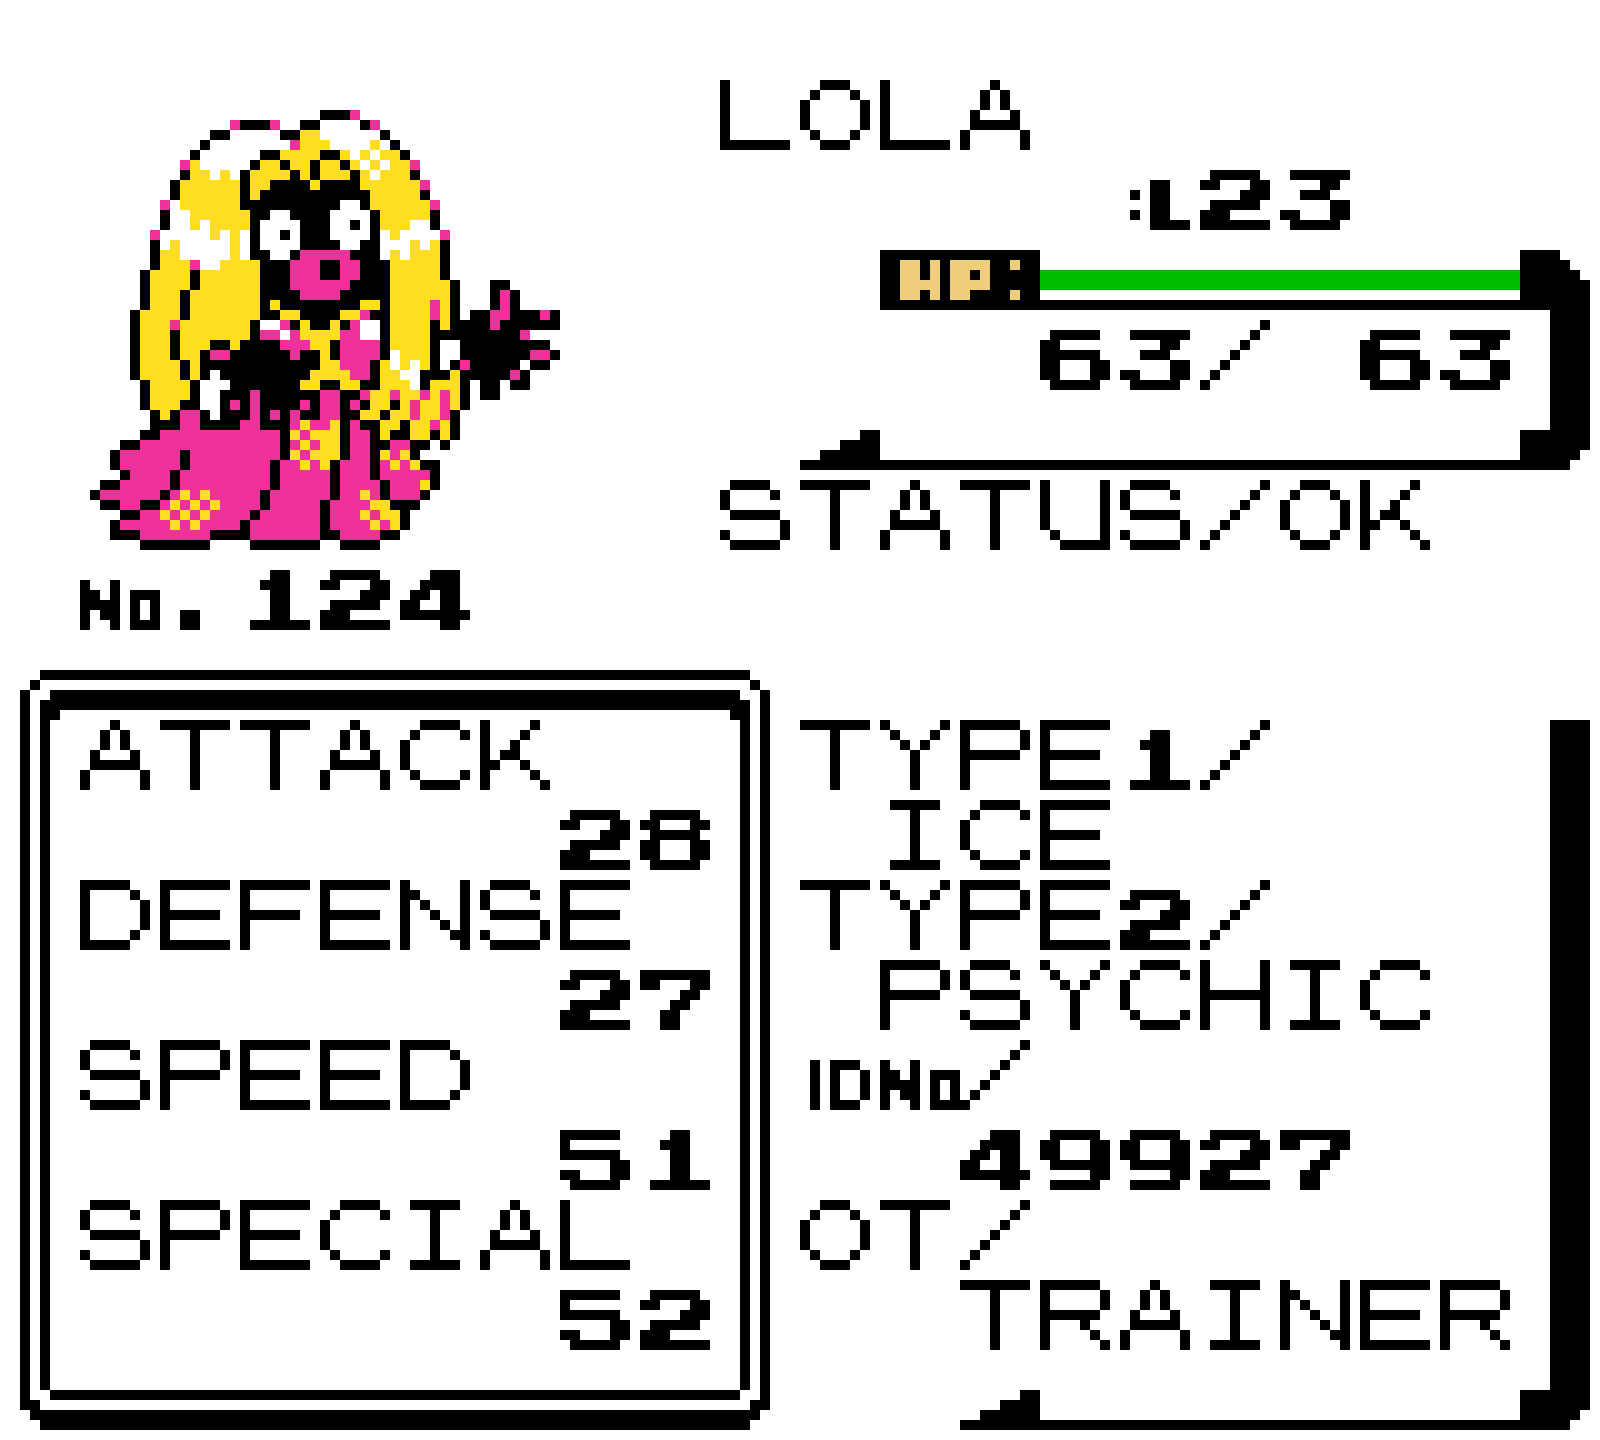 LOLA
:L23
HP:
63/ 63
STATUS/OK
No. 124
ATTACK
28
DEFENSE
27
SPEED
51
SPECIAL
52
TYPE1/
ICE
TYPE2/
PSYCHIC
IDNo/
49927
OT/
TRAINER